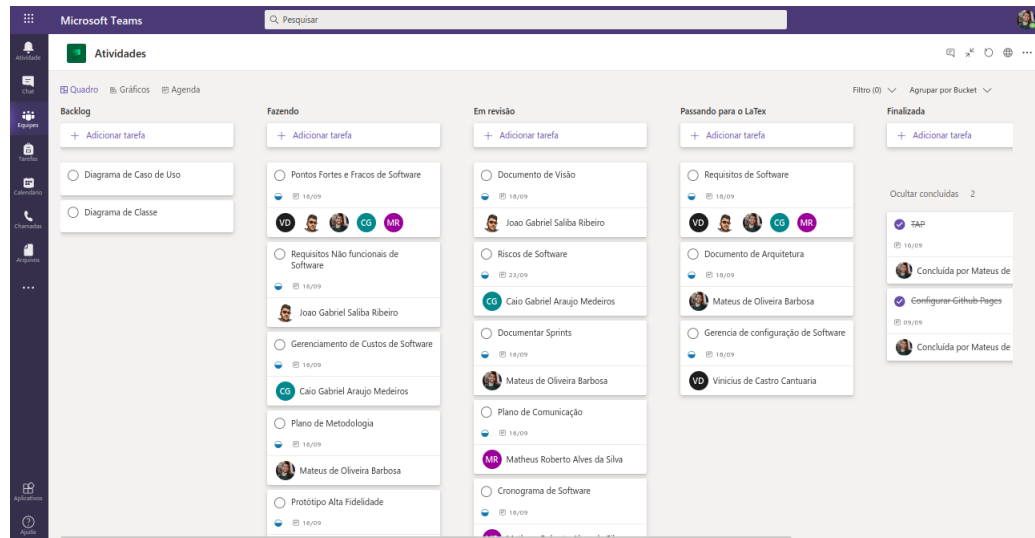 Microsoft Teams
Pesquisar
Atividade
Chat
Equipes
Tarefas
Calendário
Chamadas
Arquivos
Aplicativos
Ajuda
Atividades
Quadro Gráficos Agenda
Filtro (0) Agrupar por Bucket
Backlog
+ Adicionar tarefa
Diagrama de Caso de Uso
Diagrama de Classe
Fazendo
+ Adicionar tarefa
Pontos Fortes e Fracos de Software
16/09
VD CG MR
Requisitos Não funcionais de
Software
16/09
Joao Gabriel Saliba Ribeiro
Gerenciamento de Custos de Software
16/09
CG Caio Gabriel Araujo Medeiros
Plano de Metodologia
16/09
Mateus de Oliveira Barbosa
Protótipo Alta Fidelidade
16/09
Em revisão
+ Adicionar tarefa
Documento de Visão
18/09
Joao Gabriel Saliba Ribeiro
Riscos de Software
23/09
CG Caio Gabriel Araujo Medeiros
Documentar Sprints
16/09
Mateus de Oliveira Barbosa
Plano de Comunicação
16/09
MR Matheus Roberto Alves da Silva
Cronograma de Software
16/09
Passando para o LaTex
+ Adicionar tarefa
Requisitos de Software
18/09
VD CG MR
Documento de Arquitetura
18/09
Mateus de Oliveira Barbosa
Gerencia de configuração de Software
18/09
VD Vinicius de Castro Cantuaria
Finalizada
+ Adicionar tarefa
Ocultar concluídas 2
TAP
16/09
Concluída por Mateus de
Configurar Github Pages
09/09
Concluída por Mateus de